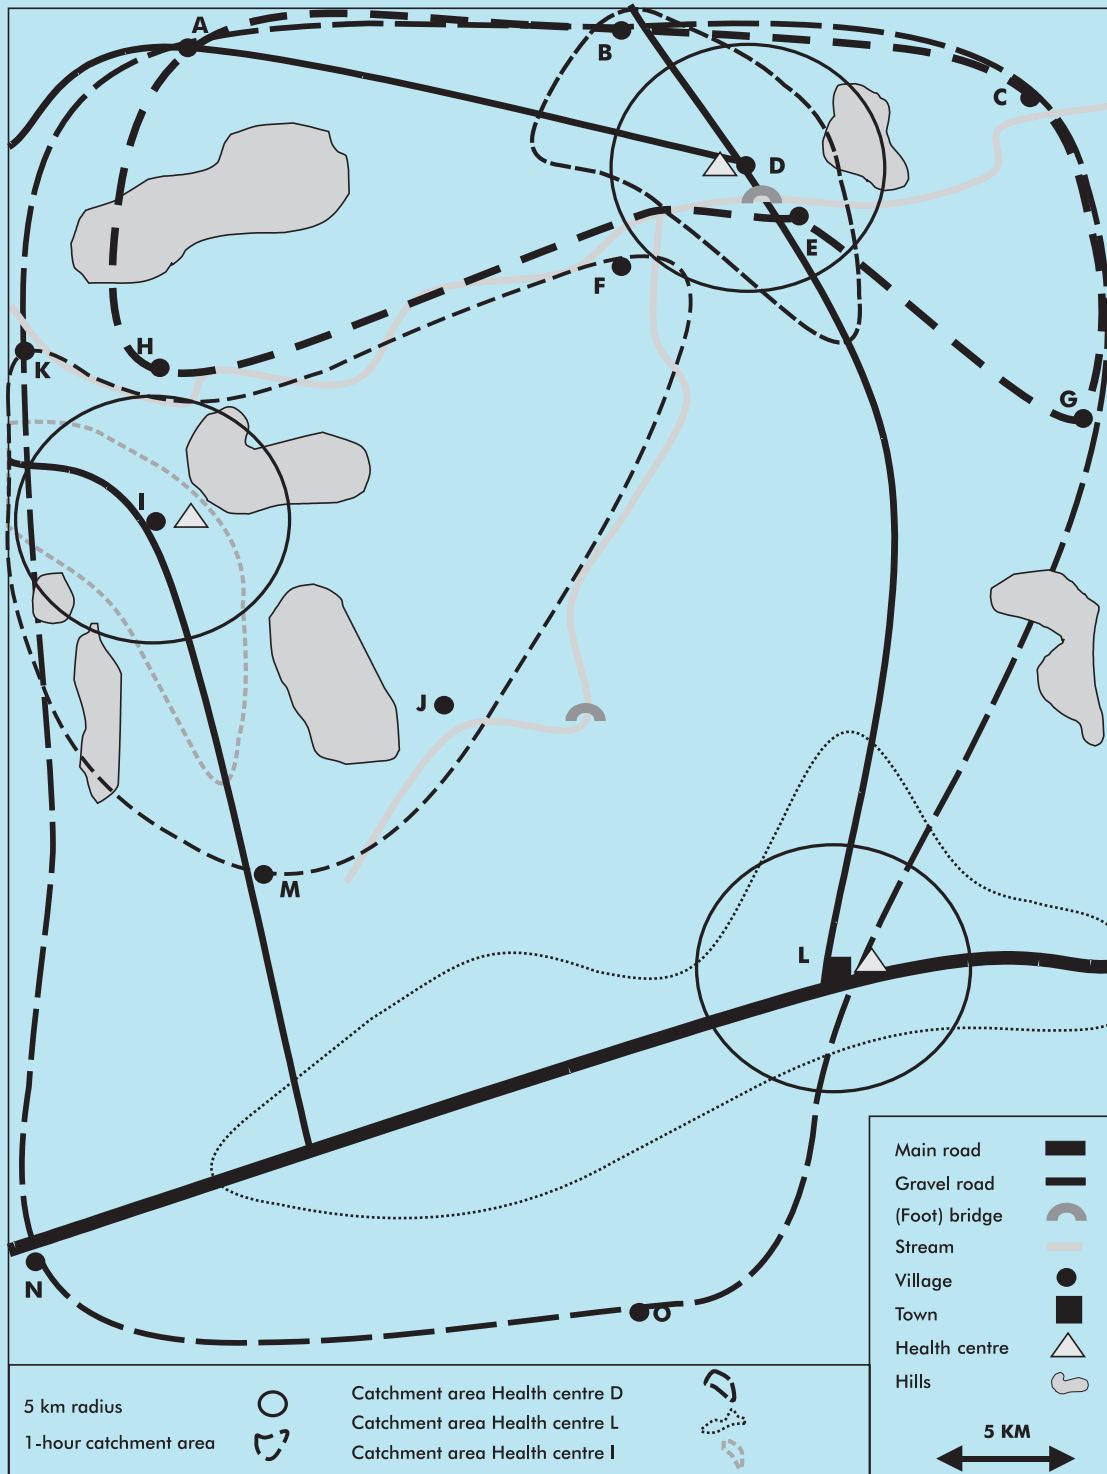 A
B
C
D
E
F
H
K
G
I
J
M
L
N
O
Main road
Gravel road
(Foot) bridge
Stream
Village
Town
Health centre
Hills
5 KM
5 km radius
1-hour catchment area
Catchment area Health centre D
Catchment area Health centre L
Catchment area Health centre I